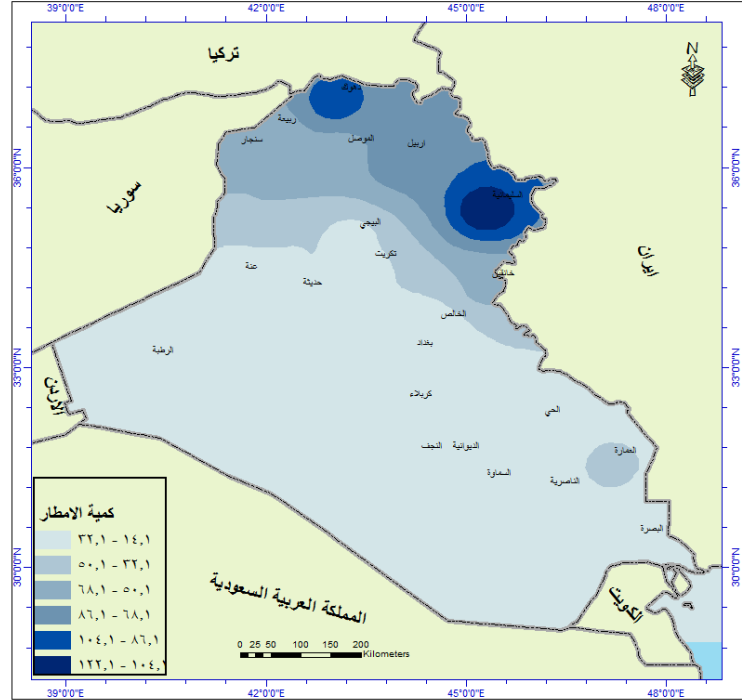 39°0'0"E 42°0'0"E 45°0'0"E 48°0'0"E
N
تركيا
دهوك
ربيعة
سنجار
الموصل
اربيل
36°0'0"N 36°0'0"N
السليمانية
سوريا
البيجي
تكريت
ايران
عنة
حديثة
خانقين
الخالص
بغداد
الرطبة
33°0'0"N 33°0'0"N
الاردن
كربلاء
الحي
النجف
الديوانية
العمارة
السماوة
الناصرية
البصرة
كمية الامطار
١٤,١ - ٣٢,١
٣٢,١ - ٥٠,١
٥٠,١ - ٦٨,١
٦٨,١ - ٨٦,١
٨٦,١ - ١٠٤,١
١٠٤,١ - ١٢٢,١
30°0'0"N 30°0'0"N
المملكة العربية السعودية
الكويت
0 25 50 100 150 200
Kilometers
39°0'0"E 42°0'0"E 45°0'0"E 48°0'0"E